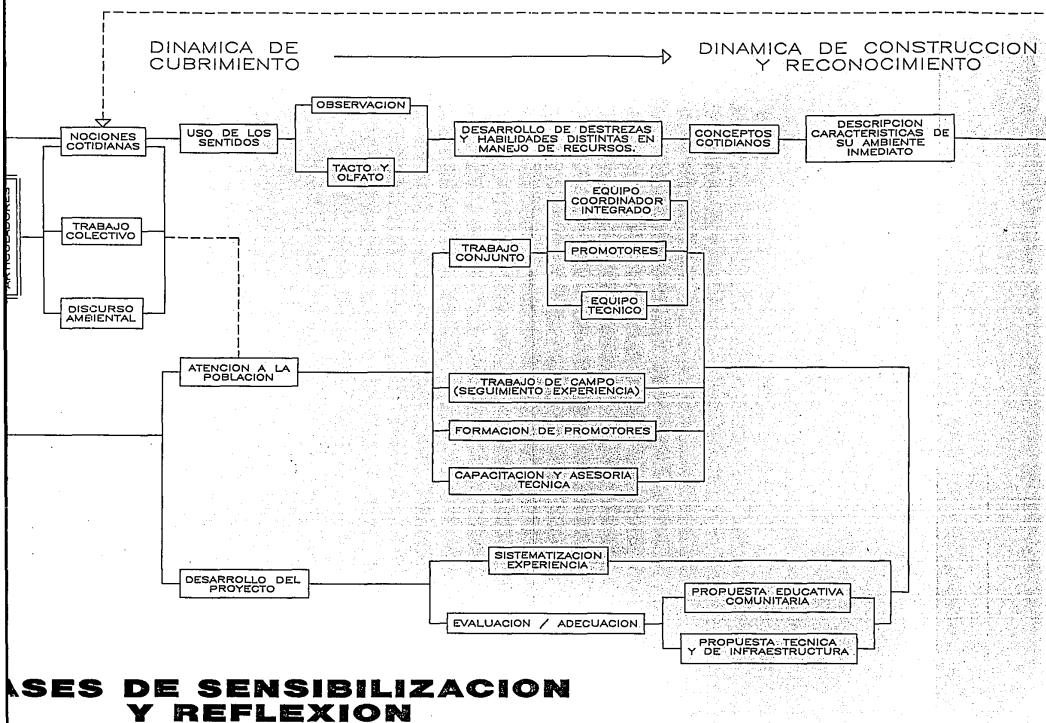 DINAMICA DE
CUBRIMIENTO
DINAMICA DE CONSTRUCCION
Y RECONOCIMIENTO
NOCIONES
COTIDIANAS
USO DE LOS
SENTIDOS
OBSERVACION
TACTO Y
OLFATO
DESARROLLO DE DESTREZAS
Y HABILIDADES DISTINTAS EN
MANEJO DE RECURSOS.
CONCEPTOS
COTIDIANOS
DESCRIPCION
CARACTERISTICAS DE
SU AMBIENTE
INMEDIATO
ARTICULADORES
TRABAJO
COLECTIVO
DISCURSO
AMBIENTAL
TRABAJO
CONJUNTO
EQUIPO
COORDINADOR
INTEGRADO
PROMOTORES
EQUIPO
TECNICO
ATENCION A LA
POBLACION
TRABAJO DE CAMPO
(SEGUIMIENTO EXPERIENCIA)
FORMACION DE PROMOTORES
CAPACITACION Y ASESORIA
TECNICA
DESARROLLO DEL
PROYECTO
SISTEMATIZACION
EXPERIENCIA
EVALUACION / ADECUACION
PROPUESTA EDUCATIVA
COMUNITARIA
PROPUESTA TECNICA
Y DE INFRAESTRUCTURA
ASES DE SENSIBILIZACION
Y REFLEXION